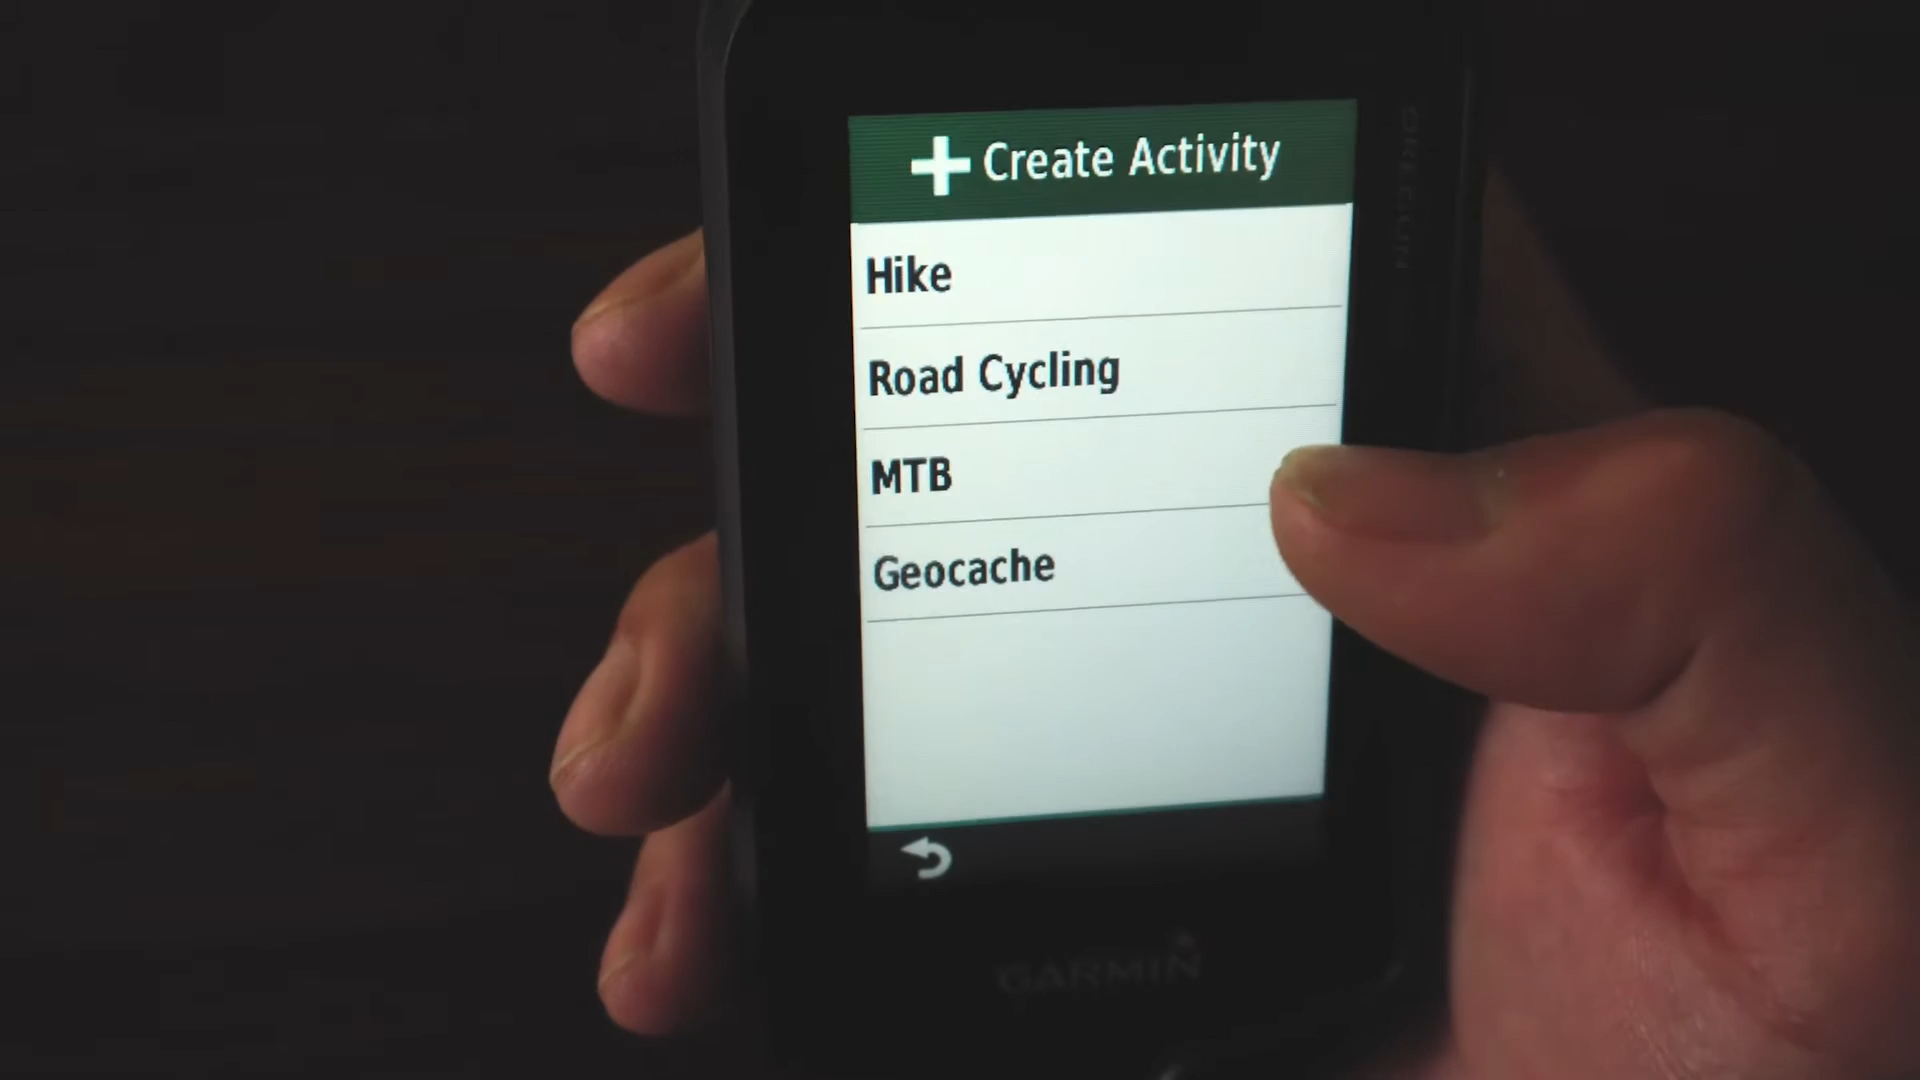 Create Activity
Hike
Road Cycling
MTB
Geocache
GARMIN